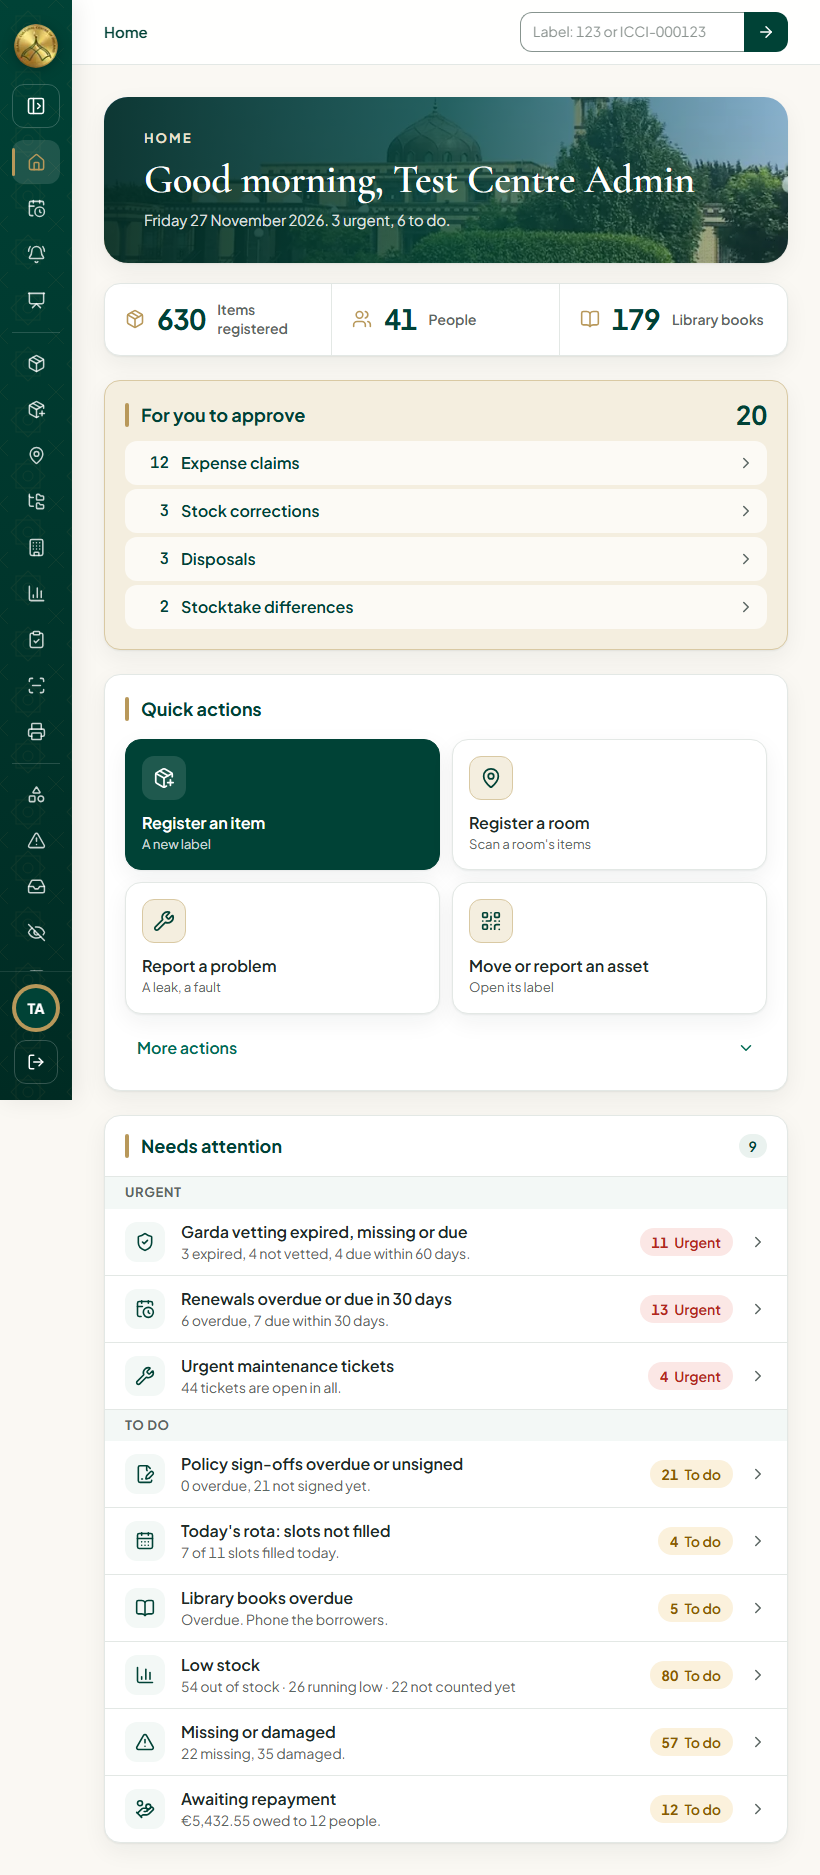 Home
Label: 123 or ICCI-000123
HOME
Good morning, Test Centre Admin
Friday 27 November 2026. 3 urgent, 6 to do.
630 Items registered
41 People
179 Library books
For you to approve 20
12 Expense claims
3 Stock corrections
3 Disposals
2 Stocktake differences
Quick actions
Register an item
A new label
Register a room
Scan a room's items
Report a problem
A leak, a fault
Move or report an asset
Open its label
More actions
TA
Needs attention 9
URGENT
Garda vetting expired, missing or due
3 expired, 4 not vetted, 4 due within 60 days.
11 Urgent
Renewals overdue or due in 30 days
6 overdue, 7 due within 30 days.
13 Urgent
Urgent maintenance tickets
44 tickets are open in all.
4 Urgent
TO DO
Policy sign-offs overdue or unsigned
0 overdue, 21 not signed yet.
21 To do
Today's rota: slots not filled
7 of 11 slots filled today.
4 To do
Library books overdue
Overdue. Phone the borrowers.
5 To do
Low stock
54 out of stock · 26 running low · 22 not counted yet
80 To do
Missing or damaged
22 missing, 35 damaged.
57 To do
Awaiting repayment
€5,432.55 owed to 12 people.
12 To do